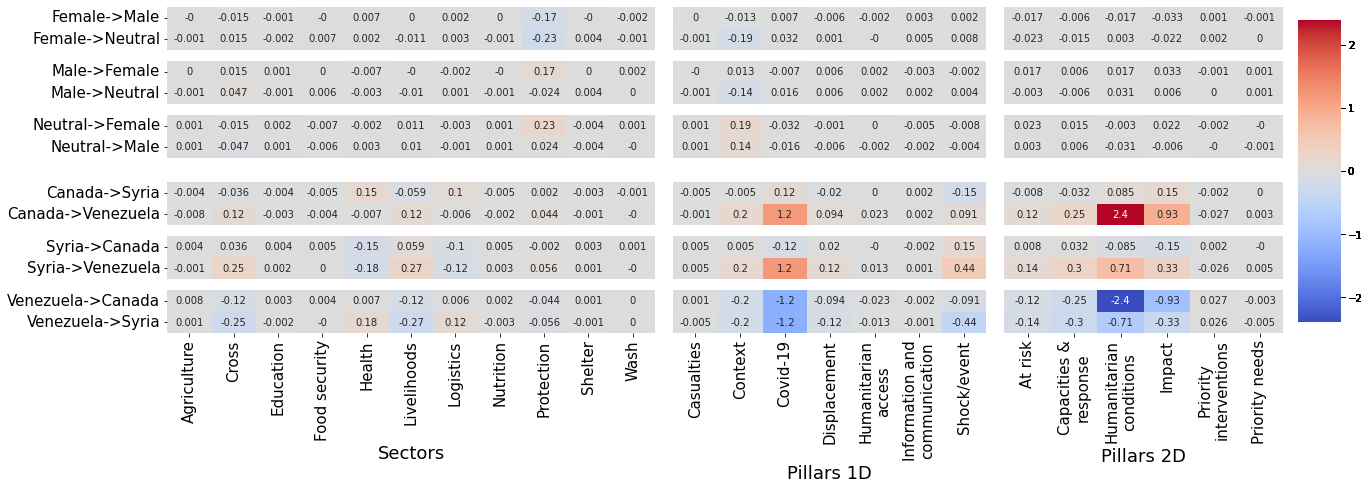 Female->Male -0 -0.015 -0.001 -0 0.007 0 0.002 0 -0.17 0 -0.002 0 -0.013 0.007 -0.006 -0.002 0.003 0.002 -0.017 -0.006 -0.017 -0.033 0.001 -0.001
Female->Neutral -0.001 0.015 -0.002 0.007 0.002 -0.011 0.003 -0.001 -0.23 0.004 -0.001 -0.001 -0.19 0.032 0.001 -0 0.005 0.008 -0.023 -0.015 0.003 -0.022 0.002 0
2
Male->Female 0 0.015 0.001 0 -0.007 -0 -0.002 -0 0.17 0 0.002 -0 0.013 -0.007 0.006 0.002 -0.003 -0.002 0.017 0.006 0.017 0.033 -0.001 0.001
Male->Neutral -0.001 0.047 -0.001 0.006 -0.003 -0.01 0.001 -0.001 -0.024 0.004 0 -0.001 -0.14 0.016 0.006 0.002 0.002 0.004 -0.003 -0.006 0.031 0.006 0 0.001
1
Neutral->Female 0.001 -0.015 0.002 -0.007 -0.002 0.011 -0.003 0.001 0.23 -0.004 0.001 0.001 0.19 -0.032 -0.001 0 -0.005 -0.008 0.023 0.015 -0.003 0.022 -0.002 -0
Neutral->Male 0.001 -0.047 0.001 -0.006 0.003 0.01 -0.001 0.001 0.024 -0.004 -0 0.001 0.14 -0.016 -0.006 -0.002 -0.002 -0.004 0.003 0.006 -0.031 -0.006 -0 -0.001
0
Canada->Syria -0.004 -0.036 -0.004 -0.005 0.15 -0.059 0.1 -0.005 0.002 -0.003 -0.001 -0.005 -0.005 0.12 -0.02 0 0.002 -0.15 -0.008 -0.032 0.085 0.15 -0.002 0
Canada->Venezuela -0.008 0.12 -0.003 -0.004 -0.007 0.12 -0.006 -0.002 0.044 -0.001 -0 -0.001 0.2 1.2 0.094 0.023 0.002 0.091 0.12 0.25 2.4 0.93 -0.027 0.003
−1
Syria->Canada 0.004 0.036 0.004 0.005 -0.15 0.059 -0.1 0.005 -0.002 0.003 0.001 0.005 0.005 -0.12 0.02 -0 -0.002 0.15 0.008 0.032 -0.085 -0.15 0.002 -0
Syria->Venezuela -0.001 0.25 0.002 0 -0.18 0.27 -0.12 0.003 0.056 0.001 -0 0.005 0.2 1.2 0.12 0.013 0.001 0.44 0.14 0.3 0.71 0.33 -0.026 0.005
−2
Venezuela->Canada 0.008 -0.12 0.003 0.004 0.007 -0.12 0.006 0.002 -0.044 0.001 0 0.001 -0.2 -1.2 -0.094 -0.023 -0.002 -0.091 -0.12 -0.25 -2.4 -0.93 0.027 -0.003
Venezuela->Syria 0.001 -0.25 -0.002 -0 0.18 -0.27 0.12 -0.003 -0.056 -0.001 0 -0.005 -0.2 -1.2 -0.12 -0.013 -0.001 -0.44 -0.14 -0.3 -0.71 -0.33 0.026 -0.005
Agriculture
Cross
Education
Food security
Health
Livelihoods
Logistics
Nutrition
Protection
Shelter
Wash
Sectors
Casualties
Context
Covid-19
Displacement
Humanitarian
access
Information and
communication
Shock/event
Pillars 1D
At risk
Capacities &
response
Humanitarian
conditions
Impact
Priority
interventions
Priority needs
Pillars 2D